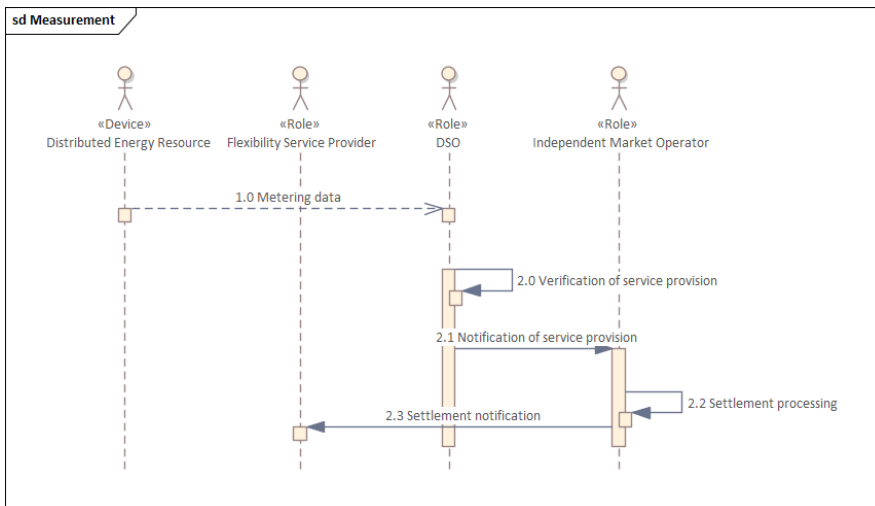 sd Measurement
«Device»
Distributed Energy Resource
«Role»
Flexibility Service Provider
«Role»
DSO
«Role»
Independent Market Operator
1.0 Metering data
2.0 Verification of service provision
2.1 Notification of service provision
2.2 Settlement processing
2.3 Settlement notification